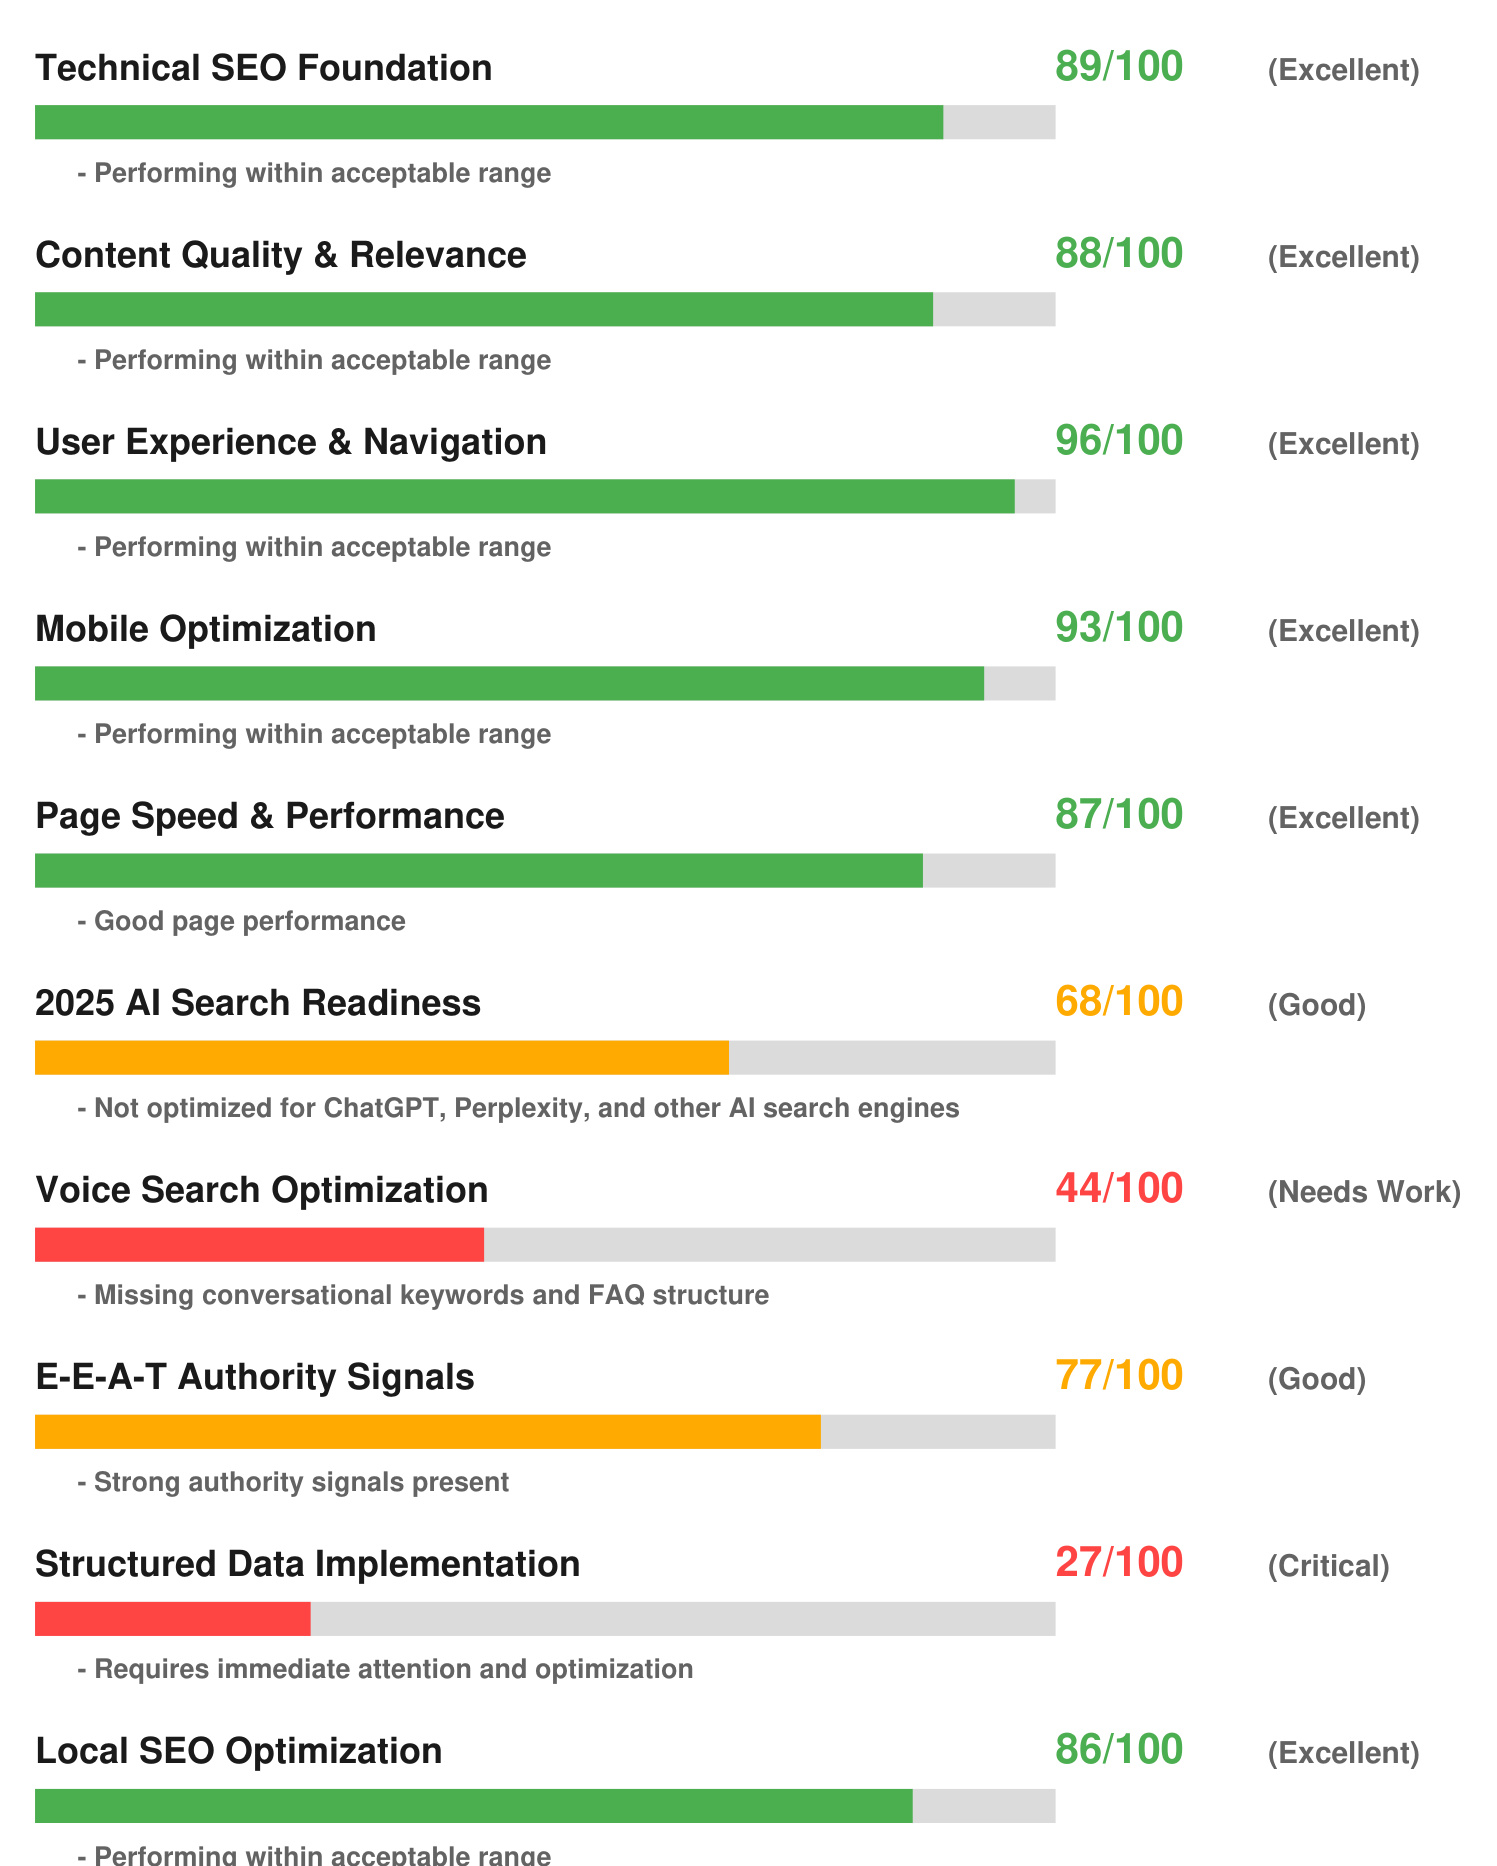 Technical SEO Foundation 89/100 (Excellent)
- Performing within acceptable range
Content Quality & Relevance 88/100 (Excellent)
- Performing within acceptable range
User Experience & Navigation 96/100 (Excellent)
- Performing within acceptable range
Mobile Optimization 93/100 (Excellent)
- Performing within acceptable range
Page Speed & Performance 87/100 (Excellent)
- Good page performance
2025 AI Search Readiness 68/100 (Good)
- Not optimized for ChatGPT, Perplexity, and other AI search engines
Voice Search Optimization 44/100 (Needs Work)
- Missing conversational keywords and FAQ structure
E-E-A-T Authority Signals 77/100 (Good)
- Strong authority signals present
Structured Data Implementation 27/100 (Critical)
- Requires immediate attention and optimization
Local SEO Optimization 86/100 (Excellent)
- Performing within acceptable range